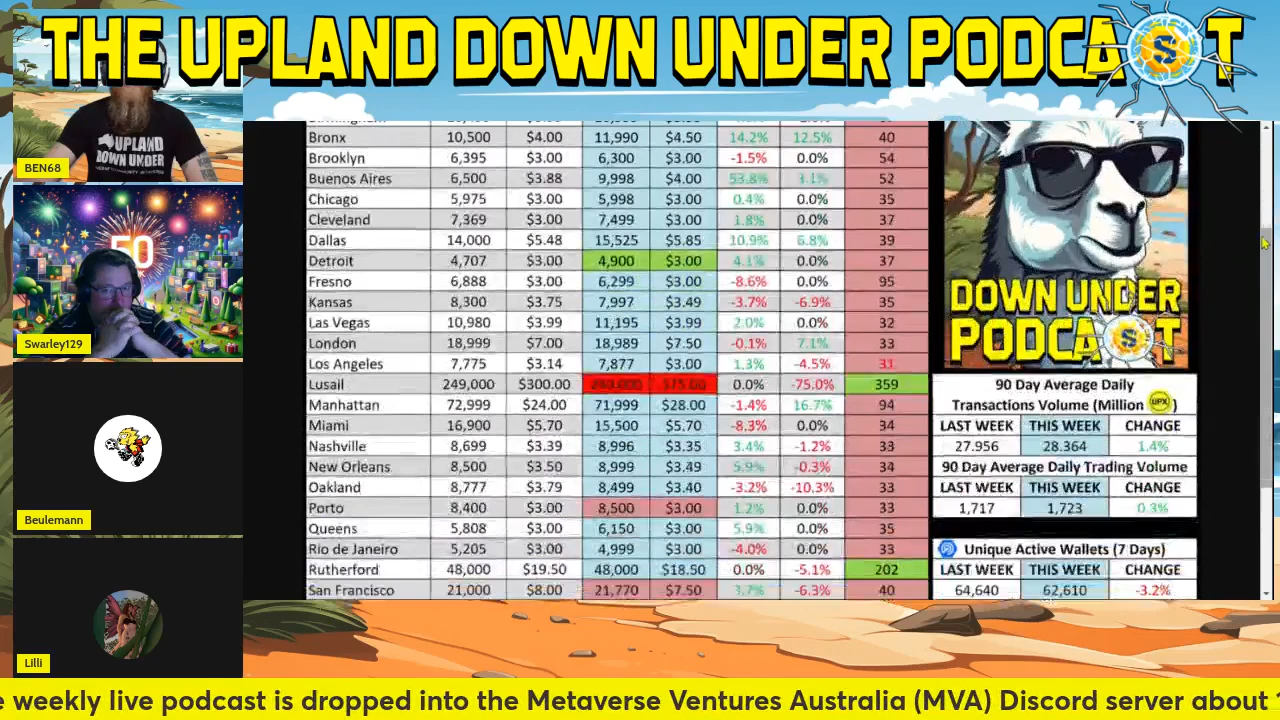 THE UPLAND DOWN UNDER PODCAST
UPLAND
DOWN UNDER
BEN68
50
Swarley129
Beulemann
Lilli
Bronx 10,500 $4.00 11,990 $4.50 14.2% 12.5% 40
Brooklyn 6,395 $3.00 6,300 $3.00 -1.5% 0.0% 54
Buenos Aires 6,500 $3.88 9,998 $4.00 53.8% 3.1% 52
Chicago 5,975 $3.00 5,998 $3.00 0.4% 0.0% 35
Cleveland 7,369 $3.00 7,499 $3.00 1.8% 0.0% 37
Dallas 14,000 $5.48 15,525 $5.85 10.9% 6.8% 39
Detroit 4,707 $3.00 4,900 $3.00 4.1% 0.0% 37
Fresno 6,888 $3.00 6,299 $3.00 -8.6% 0.0% 95
Kansas 8,300 $3.75 7,997 $3.49 -3.7% -6.9% 35
Las Vegas 10,980 $3.99 11,195 $3.99 2.0% 0.0% 32
London 18,999 $7.00 18,989 $7.50 -0.1% 7.1% 33
Los Angeles 7,775 $3.14 7,877 $3.00 1.3% -4.5% 31
Lusail 249,000 $300.00 $75.00 0.0% -75.0% 359
Manhattan 72,999 $24.00 71,999 $28.00 -1.4% 16.7% 94
Miami 16,900 $5.70 15,500 $5.70 -8.3% 0.0% 34
Nashville 8,699 $3.39 8,996 $3.35 3.4% -1.2% 33
New Orleans 8,500 $3.50 8,999 $3.49 5.9% -0.3% 34
Oakland 8,777 $3.79 8,499 $3.40 -3.2% -10.3% 33
Porto 8,400 $3.00 8,500 $3.00 1.2% 0.0% 33
Queens 5,808 $3.00 6,150 $3.00 5.9% 0.0% 35
Rio de Janeiro 5,205 $3.00 4,999 $3.00 -4.0% 0.0% 33
Rutherford 48,000 $19.50 48,000 $18.50 0.0% -5.1% 202
San Francisco 21,000 $8.00 21,770 $7.50 3.7% -6.3% 40
DOWN UNDER
PODCAST
90 Day Average Daily
Transactions Volume (Million UPX)
LAST WEEK THIS WEEK CHANGE
27.956 28.364 1.4%
90 Day Average Daily Trading Volume
LAST WEEK THIS WEEK CHANGE
1,717 1,723 0.3%
Unique Active Wallets (7 Days)
LAST WEEK THIS WEEK CHANGE
64,640 62,610 -3.2%
weekly live podcast is dropped into the Metaverse Ventures Australia (MVA) Discord server about